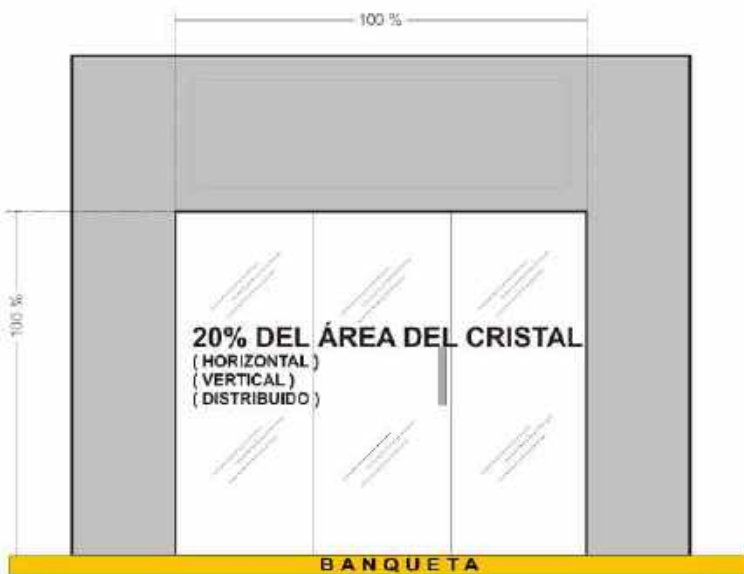 100 %
100 %
20% DEL ÁREA DEL CRISTAL
( HORIZONTAL )
( VERTICAL )
( DISTRIBUIDO )
BANQUETA